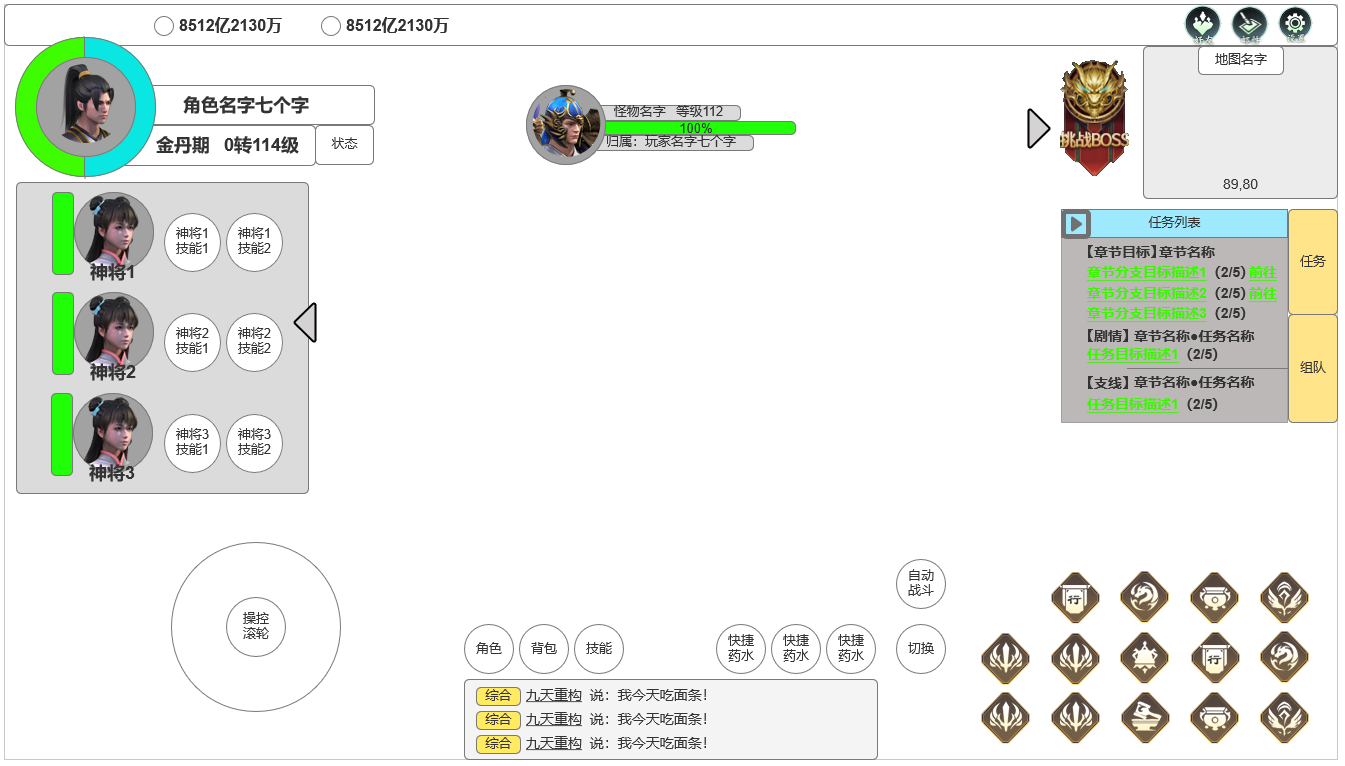 8512亿2130万
8512亿2130万
地图名字
角色名字七个字
金丹期 0转114级
状态
怪物名字 等级112
100%
归属：玩家名字七个字
挑战BOSS
89,80
神将1
神将1
技能1
神将1
技能2
神将2
神将2
技能1
神将2
技能2
神将3
神将3
技能1
神将3
技能2
任务列表
【章节目标】章节名称
章节分支目标描述1（2/5）前往
章节分支目标描述2（2/5）前往
章节分支目标描述3（2/5）
【剧情】章节名称●任务名称
任务目标描述1（2/5）
【支线】章节名称●任务名称
任务目标描述1（2/5）
任务
组队
操控
滚轮
自动
战斗
角色
背包
技能
快捷
药水
快捷
药水
快捷
药水
切换
综合 九天重构 说：我今天吃面条！
综合 九天重构 说：我今天吃面条！
综合 九天重构 说：我今天吃面条！
行
行